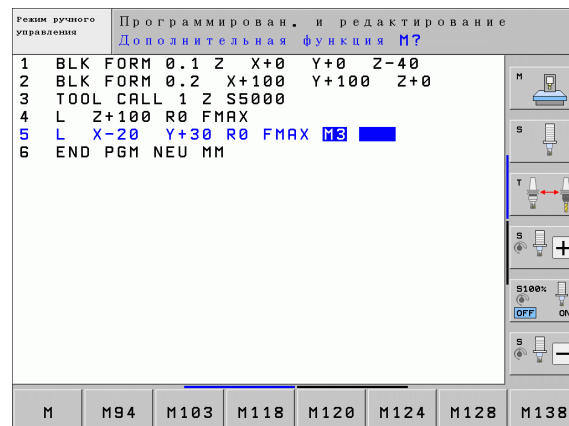 Режим ручного
управления
Программирован. и редактирование
Дополнительная функция M?
1 BLK FORM 0.1 Z X+0 Y+0 Z-40
2 BLK FORM 0.2 X+100 Y+100 Z+0
3 TOOL CALL 1 Z S5000
4 L Z+100 R0 FMAX
5 L X-20 Y+30 R0 FMAX M3
6 END PGM NEU MM
M
S
T
S
S100%
OFF ON
S
M M94 M103 M118 M120 M124 M128 M138